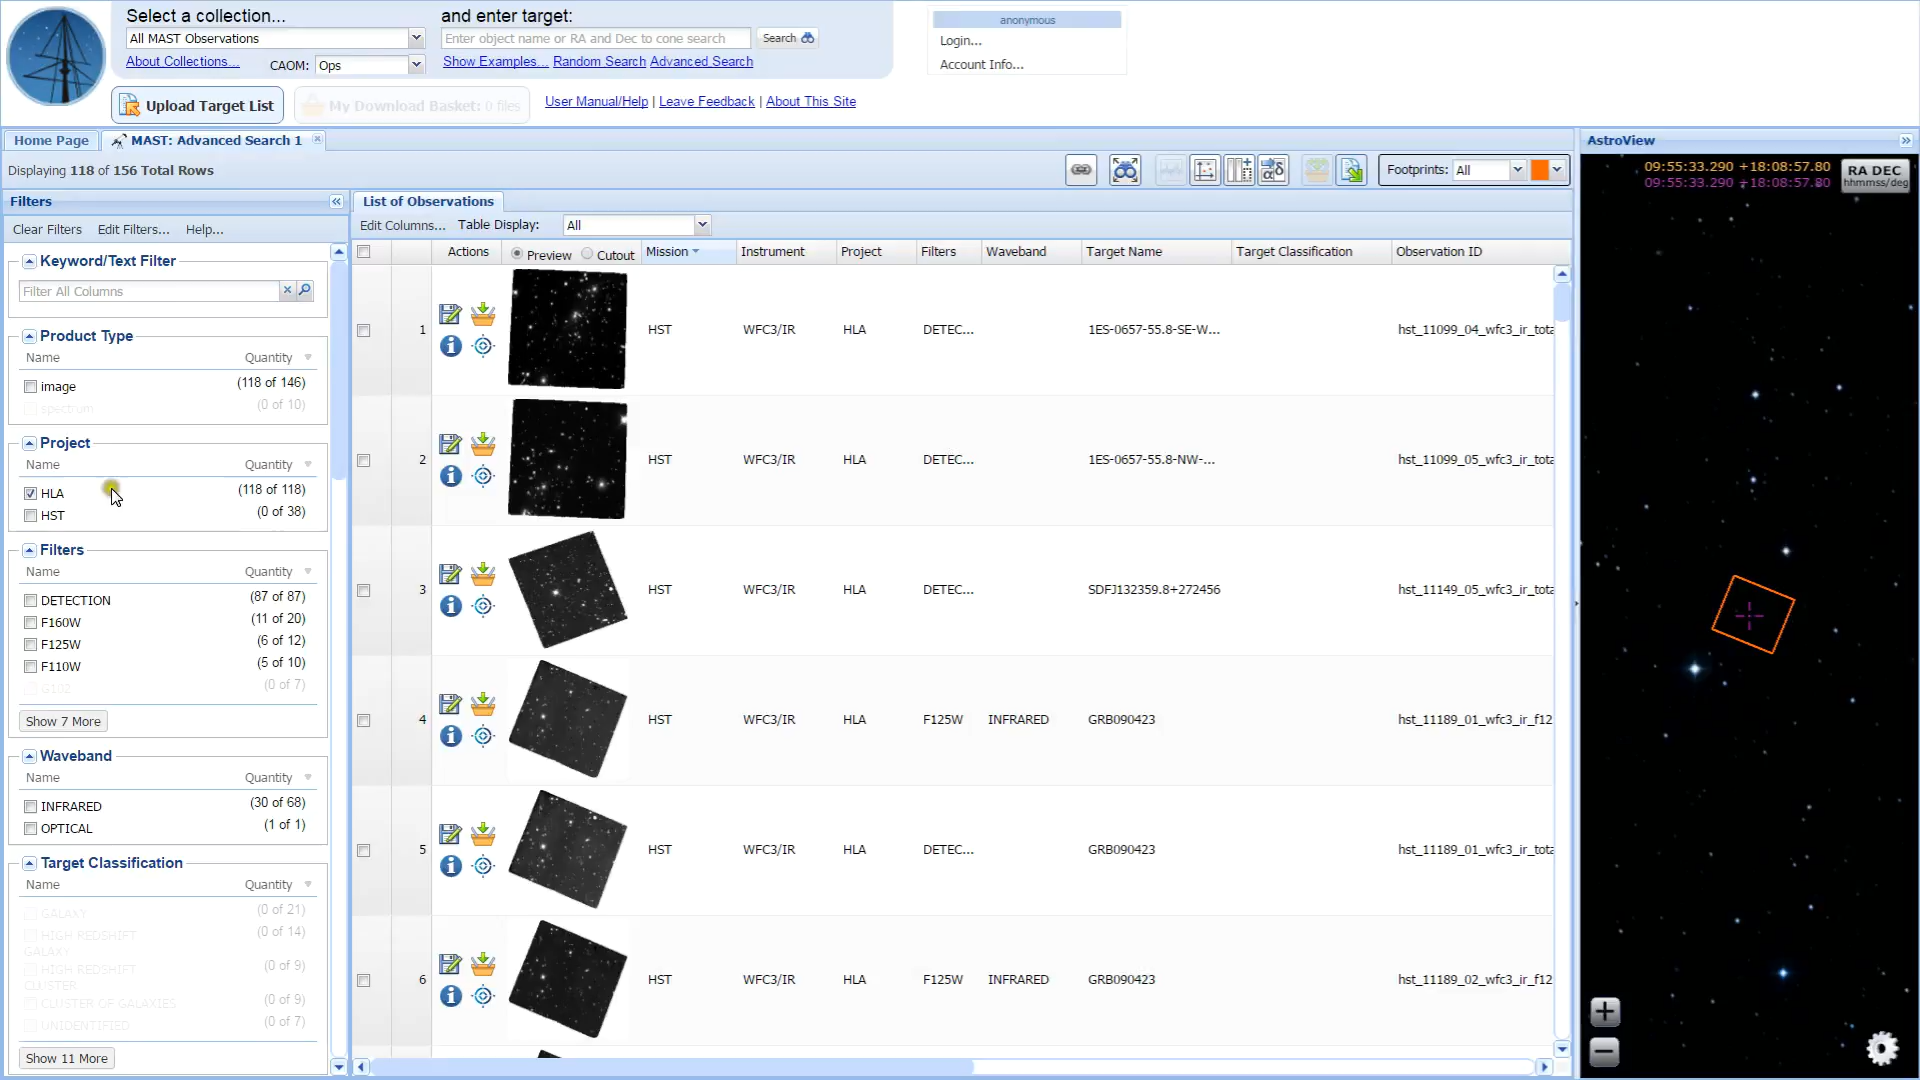 Select a collection...
and enter target:
anonymous
All MAST Observations
Enter object name or RA and Dec to cone search
Search
Login...
About Collections...
CAOM:
Ops
Show Examples...
Random Search
Advanced Search
Account Info...
Upload Target List
My Download Basket: 0 files
User Manual/Help | Leave Feedback | About This Site
Home Page
MAST: Advanced Search 1
AstroView
Displaying 118 of 156 Total Rows
Footprints:
All
09:55:33.290 +18:08:57.80
09:55:33.290 +18:08:57.80
RA DEC
hhmmss/deg
Filters
List of Observations
Clear Filters
Edit Filters...
Help...
Edit Columns...
Table Display:
All
Keyword/Text Filter
Filter All Columns
Product Type
Name Quantity
image (118 of 146)
spectrum (0 of 10)
Project
Name Quantity
HLA (118 of 118)
HST (0 of 38)
Filters
Name Quantity
DETECTION (87 of 87)
F160W (11 of 20)
F125W (6 of 12)
F110W (5 of 10)
G102 (0 of 7)
Show 7 More
Waveband
Name Quantity
INFRARED (30 of 68)
OPTICAL (1 of 1)
Target Classification
Name Quantity
GALAXY (0 of 21)
HIGH REDSHIFT GALAXY (0 of 14)
HIGH REDSHIFT CLUSTER (0 of 9)
CLUSTER OF GALAXIES (0 of 9)
UNIDENTIFIED (0 of 7)
Show 11 More
Actions Preview Cutout Mission Instrument Project Filters Waveband Target Name Target Classification Observation ID
1 HST WFC3/IR HLA DETEC... 1ES-0657-55.8-SE-W... hst_11099_04_wfc3_ir_tota
2 HST WFC3/IR HLA DETEC... 1ES-0657-55.8-NW-... hst_11099_05_wfc3_ir_tota
3 HST WFC3/IR HLA DETEC... SDFJ132359.8+272456 hst_11149_05_wfc3_ir_tota
4 HST WFC3/IR HLA F125W INFRARED GRB090423 hst_11189_01_wfc3_ir_f12
5 HST WFC3/IR HLA DETEC... GRB090423 hst_11189_01_wfc3_ir_tota
6 HST WFC3/IR HLA F125W INFRARED GRB090423 hst_11189_02_wfc3_ir_f12